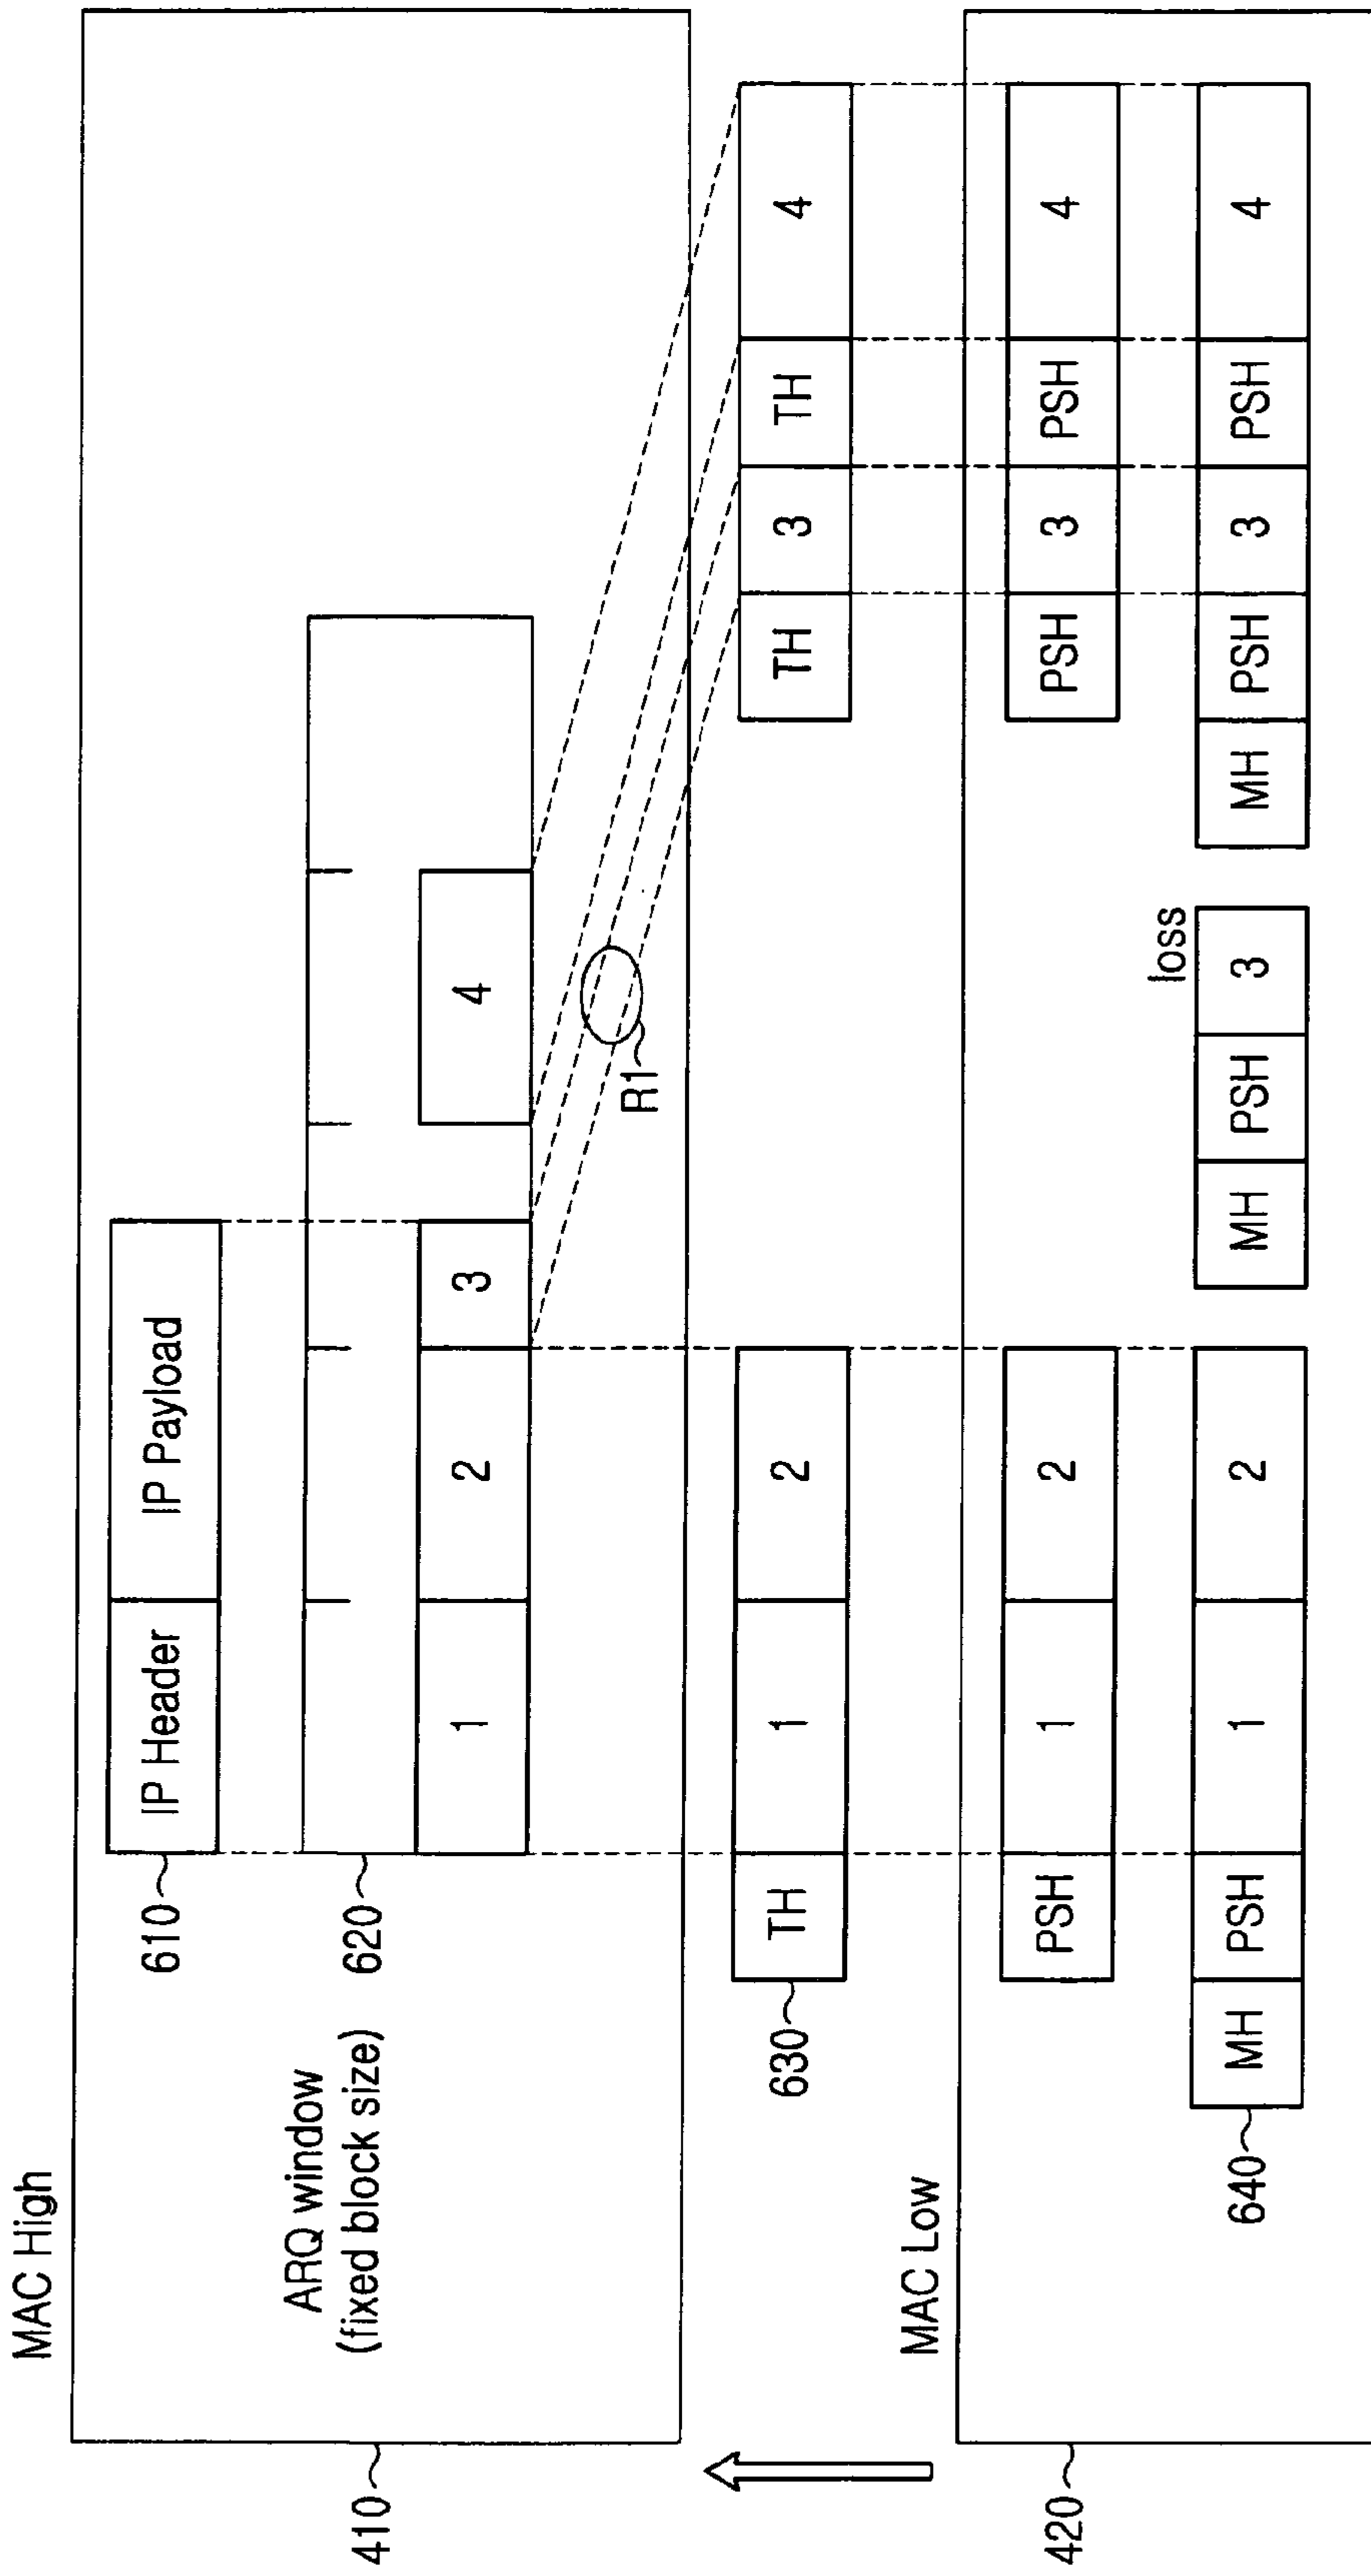 MAC High
410
ARQ window
(fixed block size)
610
IP Header
IP Payload
620
1
2
3
4
R1
630
TH
1
2
TH
3
TH
4
MAC Low
420
PSH
1
2
PSH
3
PSH
4
loss
640
MH
PSH
1
2
MH
PSH
3
MH
PSH
3
PSH
4